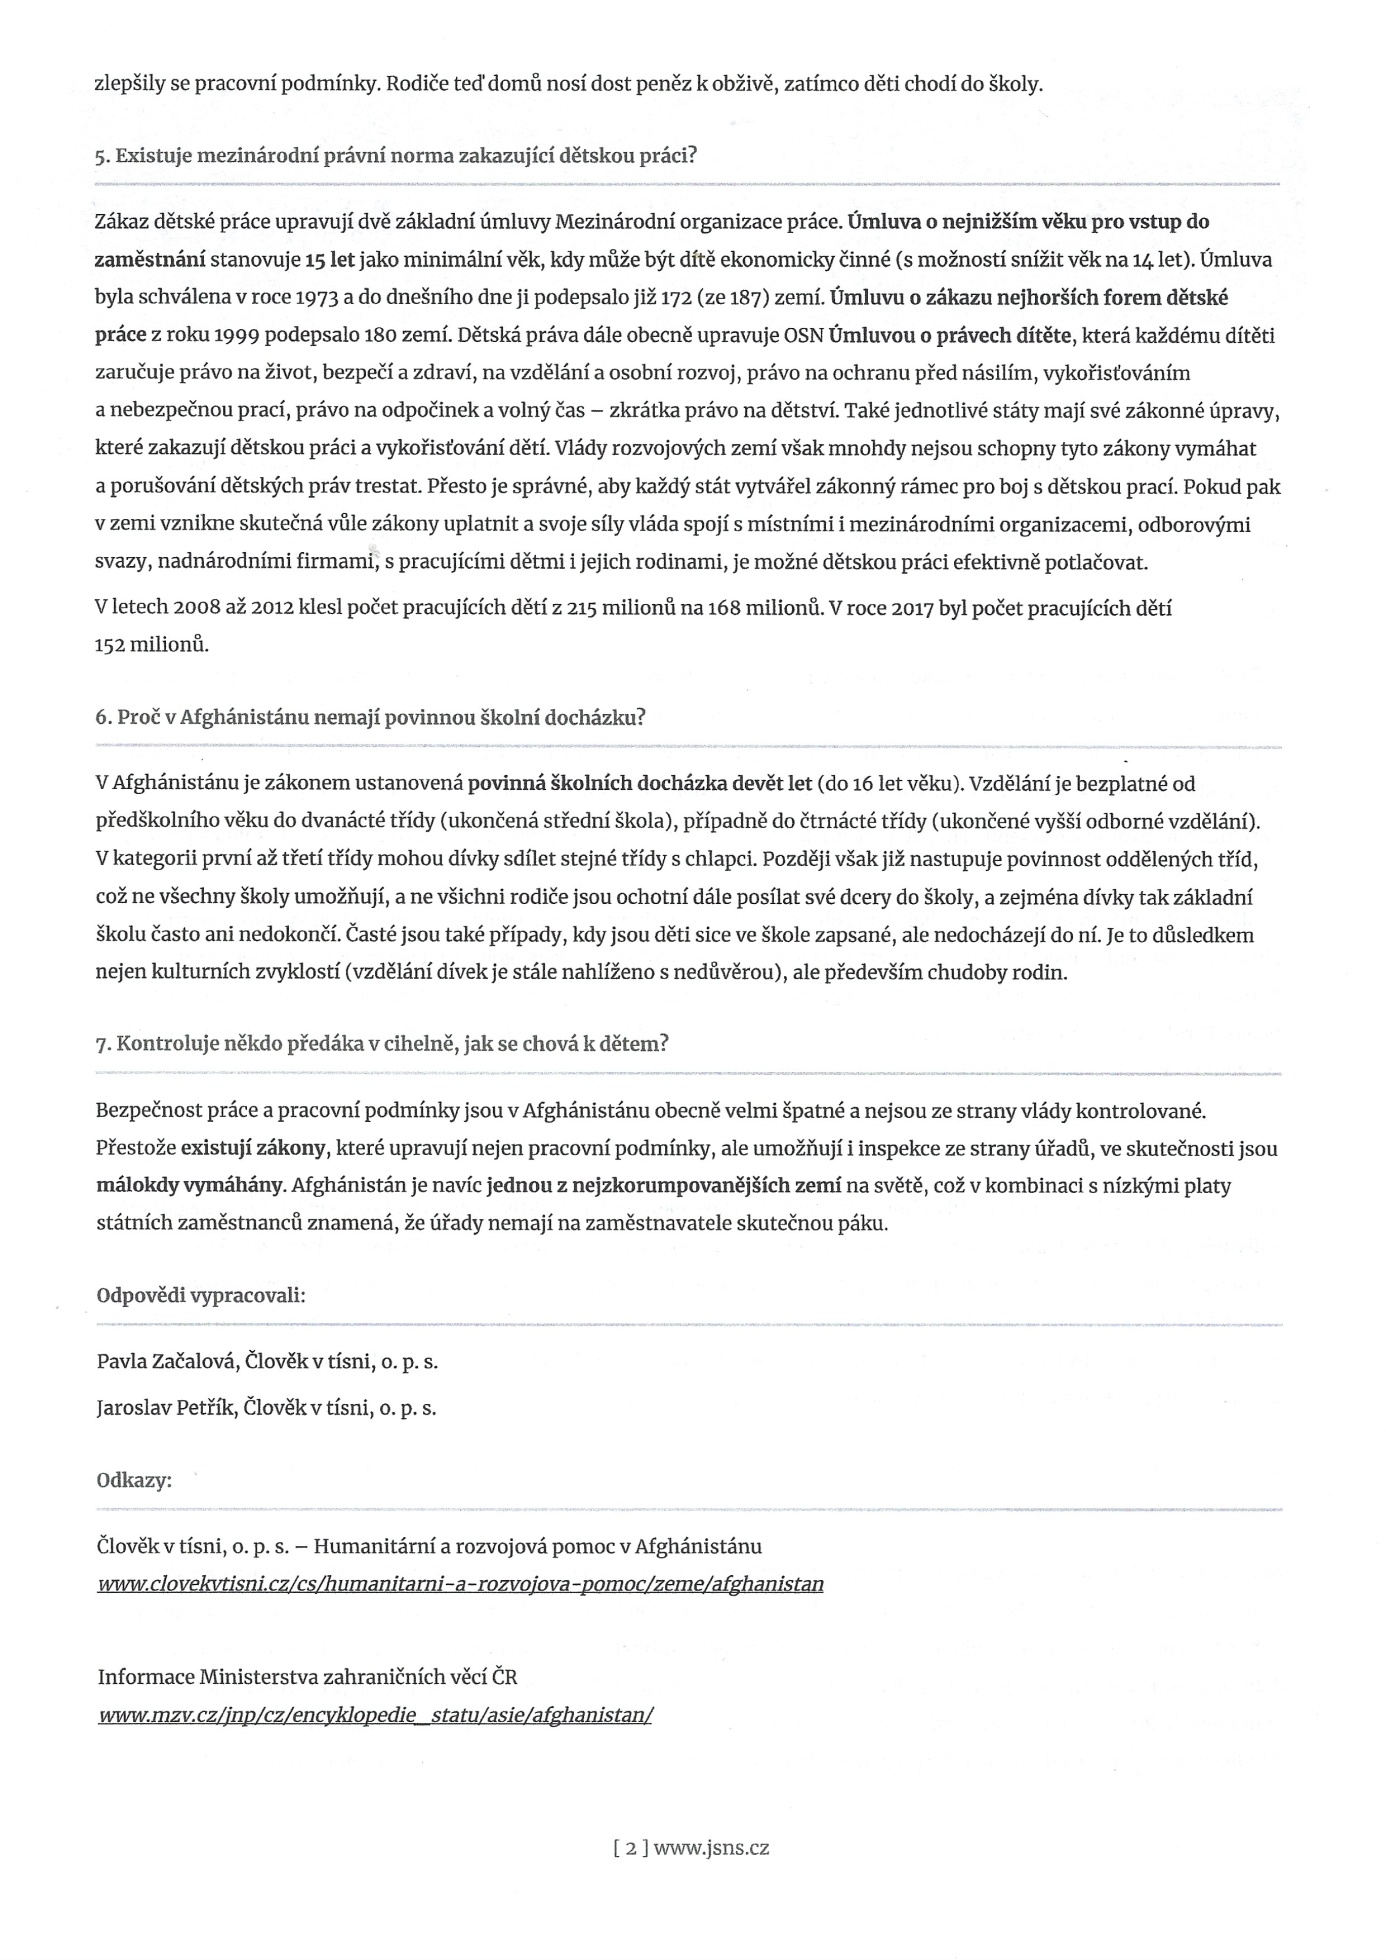 zlepšily se pracovní podmínky. Rodiče teď domů nosí dost peněz k obživě, zatímco děti chodí do školy.
5. Existuje mezinárodní právní norma zakazující dětskou práci?
Zákaz dětské práce upravují dvě základní úmluvy Mezinárodní organizace práce. Úmluva o nejnižším věku pro vstup do
zaměstnání stanovuje 15 let jako minimální věk, kdy může být dítě ekonomicky činné (s možností snížit věk na 14 let). Úmluva
byla schválena v roce 1973 a do dnešního dne ji podepsalo již 172 (ze 187) zemí. Úmluvu o zákazu nejhorších forem dětské
práce z roku 1999 podepsalo 180 zemí. Dětská práva dále obecně upravuje OSN Úmluvou o právech dítěte, která každému dítěti
zaručuje právo na život, bezpečí a zdraví, na vzdělání a osobní rozvoj, právo na ochranu před násilím, vykořisťováním
a nebezpečnou prací, právo na odpočinek a volný čas – zkrátka právo na dětství. Také jednotlivé státy mají své zákonné úpravy,
které zakazují dětskou práci a vykořisťování dětí. Vlády rozvojových zemí však mnohdy nejsou schopny tyto zákony vymáhat
a porušování dětských práv trestat. Přesto je správné, aby každý stát vytvářel zákonný rámec pro boj s dětskou prací. Pokud pak
v zemi vznikne skutečná vůle zákony uplatnit a svoje síly vláda spojí s místními i mezinárodními organizacemi, odborovými
svazy, nadnárodními firmami, s pracujícími dětmi i jejich rodinami, je možné dětskou práci efektivně potlačovat.
V letech 2008 až 2012 klesl počet pracujících dětí z 215 milionů na 168 milionů. V roce 2017 byl počet pracujících dětí
152 milionů.
6. Proč v Afghánistánu nemají povinnou školní docházku?
V Afghánistánu je zákonem ustanovená povinná školních docházka devět let (do 16 let věku). Vzdělání je bezplatné od
předškolního věku do dvanácté třídy (ukončená střední škola), případně do čtrnácté třídy (ukončené vyšší odborné vzdělání).
V kategorii první až třetí třídy mohou dívky sdílet stejné třídy s chlapci. Později však již nastupuje povinnost oddělených tříd,
což ne všechny školy umožňují, a ne všichni rodiče jsou ochotní dále posílat své dcery do školy, a zejména dívky tak základní
školu často ani nedokončí. Časté jsou také případy, kdy jsou děti sice ve škole zapsané, ale nedocházejí do ní. Je to důsledkem
nejen kulturních zvyklostí (vzdělání dívek je stále nahlíženo s nedůvěrou), ale především chudoby rodin.
7. Kontroluje někdo předáka v cihelně, jak se chová k dětem?
Bezpečnost práce a pracovní podmínky jsou v Afghánistánu obecně velmi špatné a nejsou ze strany vlády kontrolované.
Přestože existují zákony, které upravují nejen pracovní podmínky, ale umožňují i inspekce ze strany úřadů, ve skutečnosti jsou
málokdy vymáhány. Afghánistán je navíc jednou z nejzkorumpovanějších zemí na světě, což v kombinaci s nízkými platy
státních zaměstnanců znamená, že úřady nemají na zaměstnavatele skutečnou páku.
Odpovědi vypracovali:
Pavla Začalová, Člověk v tísni, o. p. s.
Jaroslav Petřík, Člověk v tísni, o. p. s.
Odkazy:
Člověk v tísni, o. p. s. – Humanitární a rozvojová pomoc v Afghánistánu
www.clovekvtisni.cz/cs/humanitarni-a-rozvojova-pomoc/zeme/afghanistan
Informace Ministerstva zahraničních věcí ČR
www.mzv.cz/jnp/cz/encyklopedie_statu/asie/afghanistan/
[ 2 ] www.jsns.cz